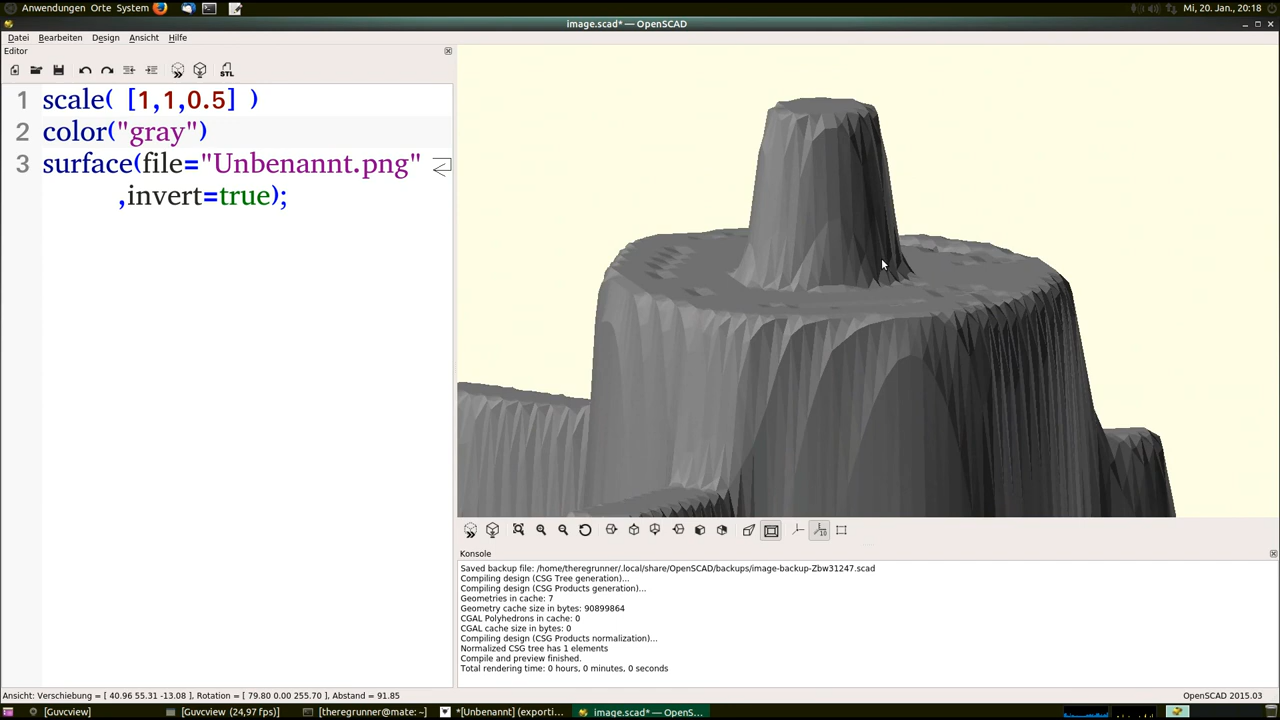 Anwendungen Orte System
Mi, 20. Jan., 20:18
image.scad* — OpenSCAD
Datei Bearbeiten Design Ansicht Hilfe
Editor
STL
1 scale( [1,1,0.5] )
2 color("gray")
3 surface(file="Unbenannt.png"
,invert=true);
10
Konsole
Saved backup file: /home/theregrunner/.local/share/OpenSCAD/backups/image-backup-Zbw31247.scad
Compiling design (CSG Tree generation)...
Compiling design (CSG Products generation)...
Geometries in cache: 7
Geometry cache size in bytes: 90899864
CGAL Polyhedrons in cache: 0
CGAL cache size in bytes: 0
Compiling design (CSG Products normalization)...
Normalized CSG tree has 1 elements
Compile and preview finished.
Total rendering time: 0 hours, 0 minutes, 0 seconds
Ansicht: Verschiebung = [ 40.96 55.31 -13.08 ], Rotation = [ 79.80 0.00 255.70 ], Abstand = 91.85
OpenSCAD 2015.03
[Guvcview] [Guvcview (24,97 fps)] [theregrunner@mate: ~] *[Unbenannt] (exporti... image.scad* — OpenS...